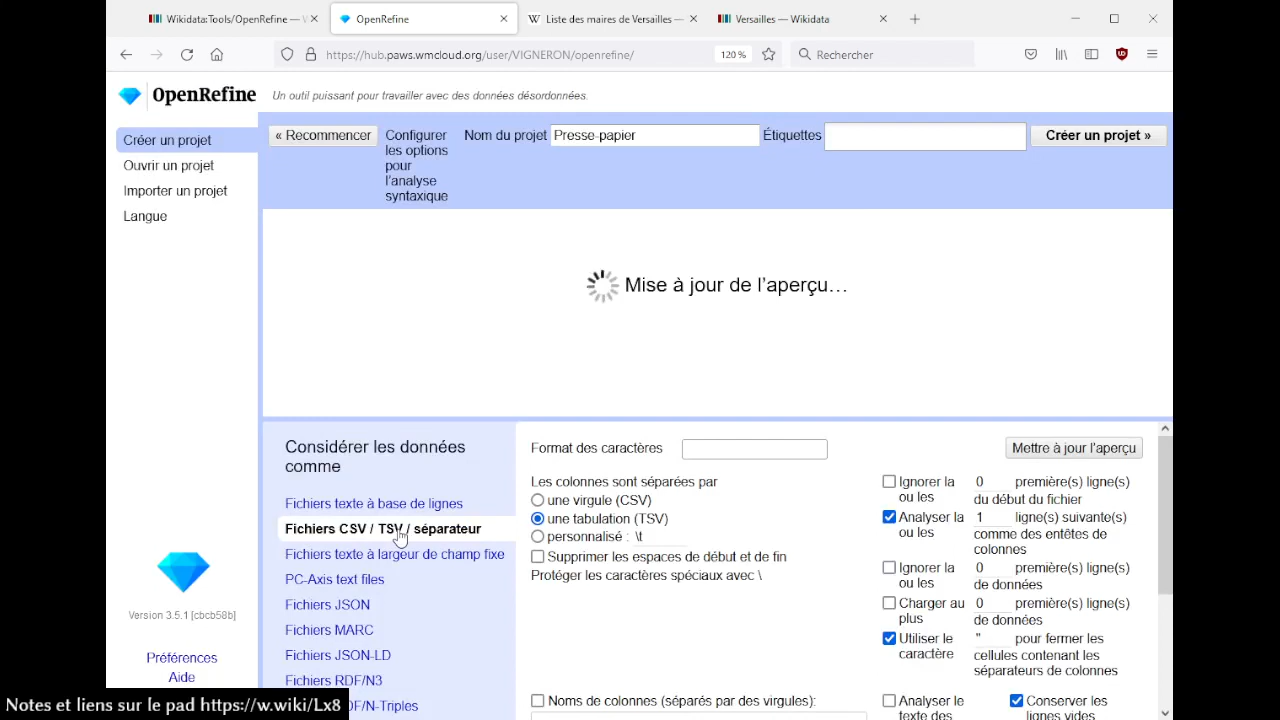 Wikidata:Tools/OpenRefine — V
OpenRefine
Liste des maires de Versailles —
Versailles — Wikidata
https://hub.paws.wmcloud.org/user/VIGNERON/openrefine/
120 %
Rechercher
OpenRefine
Un outil puissant pour travailler avec des données désordonnées.
Créer un projet
Ouvrir un projet
Importer un projet
Langue
« Recommencer
Configurer
les options
pour
l'analyse
syntaxique
Nom du projet
Presse-papier
Étiquettes
Créer un projet »
Mise à jour de l'aperçu…
Considérer les données
comme
Fichiers texte à base de lignes
Fichiers CSV / TSV / séparateur
Fichiers texte à largeur de champ fixe
PC-Axis text files
Fichiers JSON
Fichiers MARC
Fichiers JSON-LD
Fichiers RDF/N3
DF/N-Triples
Format des caractères
Mettre à jour l'aperçu
Les colonnes sont séparées par
une virgule (CSV)
une tabulation (TSV)
personnalisé : \t
Supprimer les espaces de début et de fin
Protéger les caractères spéciaux avec \
Noms de colonnes (séparés par des virgules):
Ignorer la
ou les
0 première(s) ligne(s)
du début du fichier
Analyser la
ou les
1 ligne(s) suivante(s)
comme des entêtes de
colonnes
Ignorer la
ou les
0 première(s) ligne(s)
de données
Charger au
plus
0 première(s) ligne(s)
de données
Utiliser le
caractère
" pour fermer les
cellules contenant les
séparateurs de colonnes
Analyser le
texte des
Conserver les
lignes vides
Version 3.5.1 [cbcb58b]
Préférences
Aide
Notes et liens sur le pad https://w.wiki/Lx8